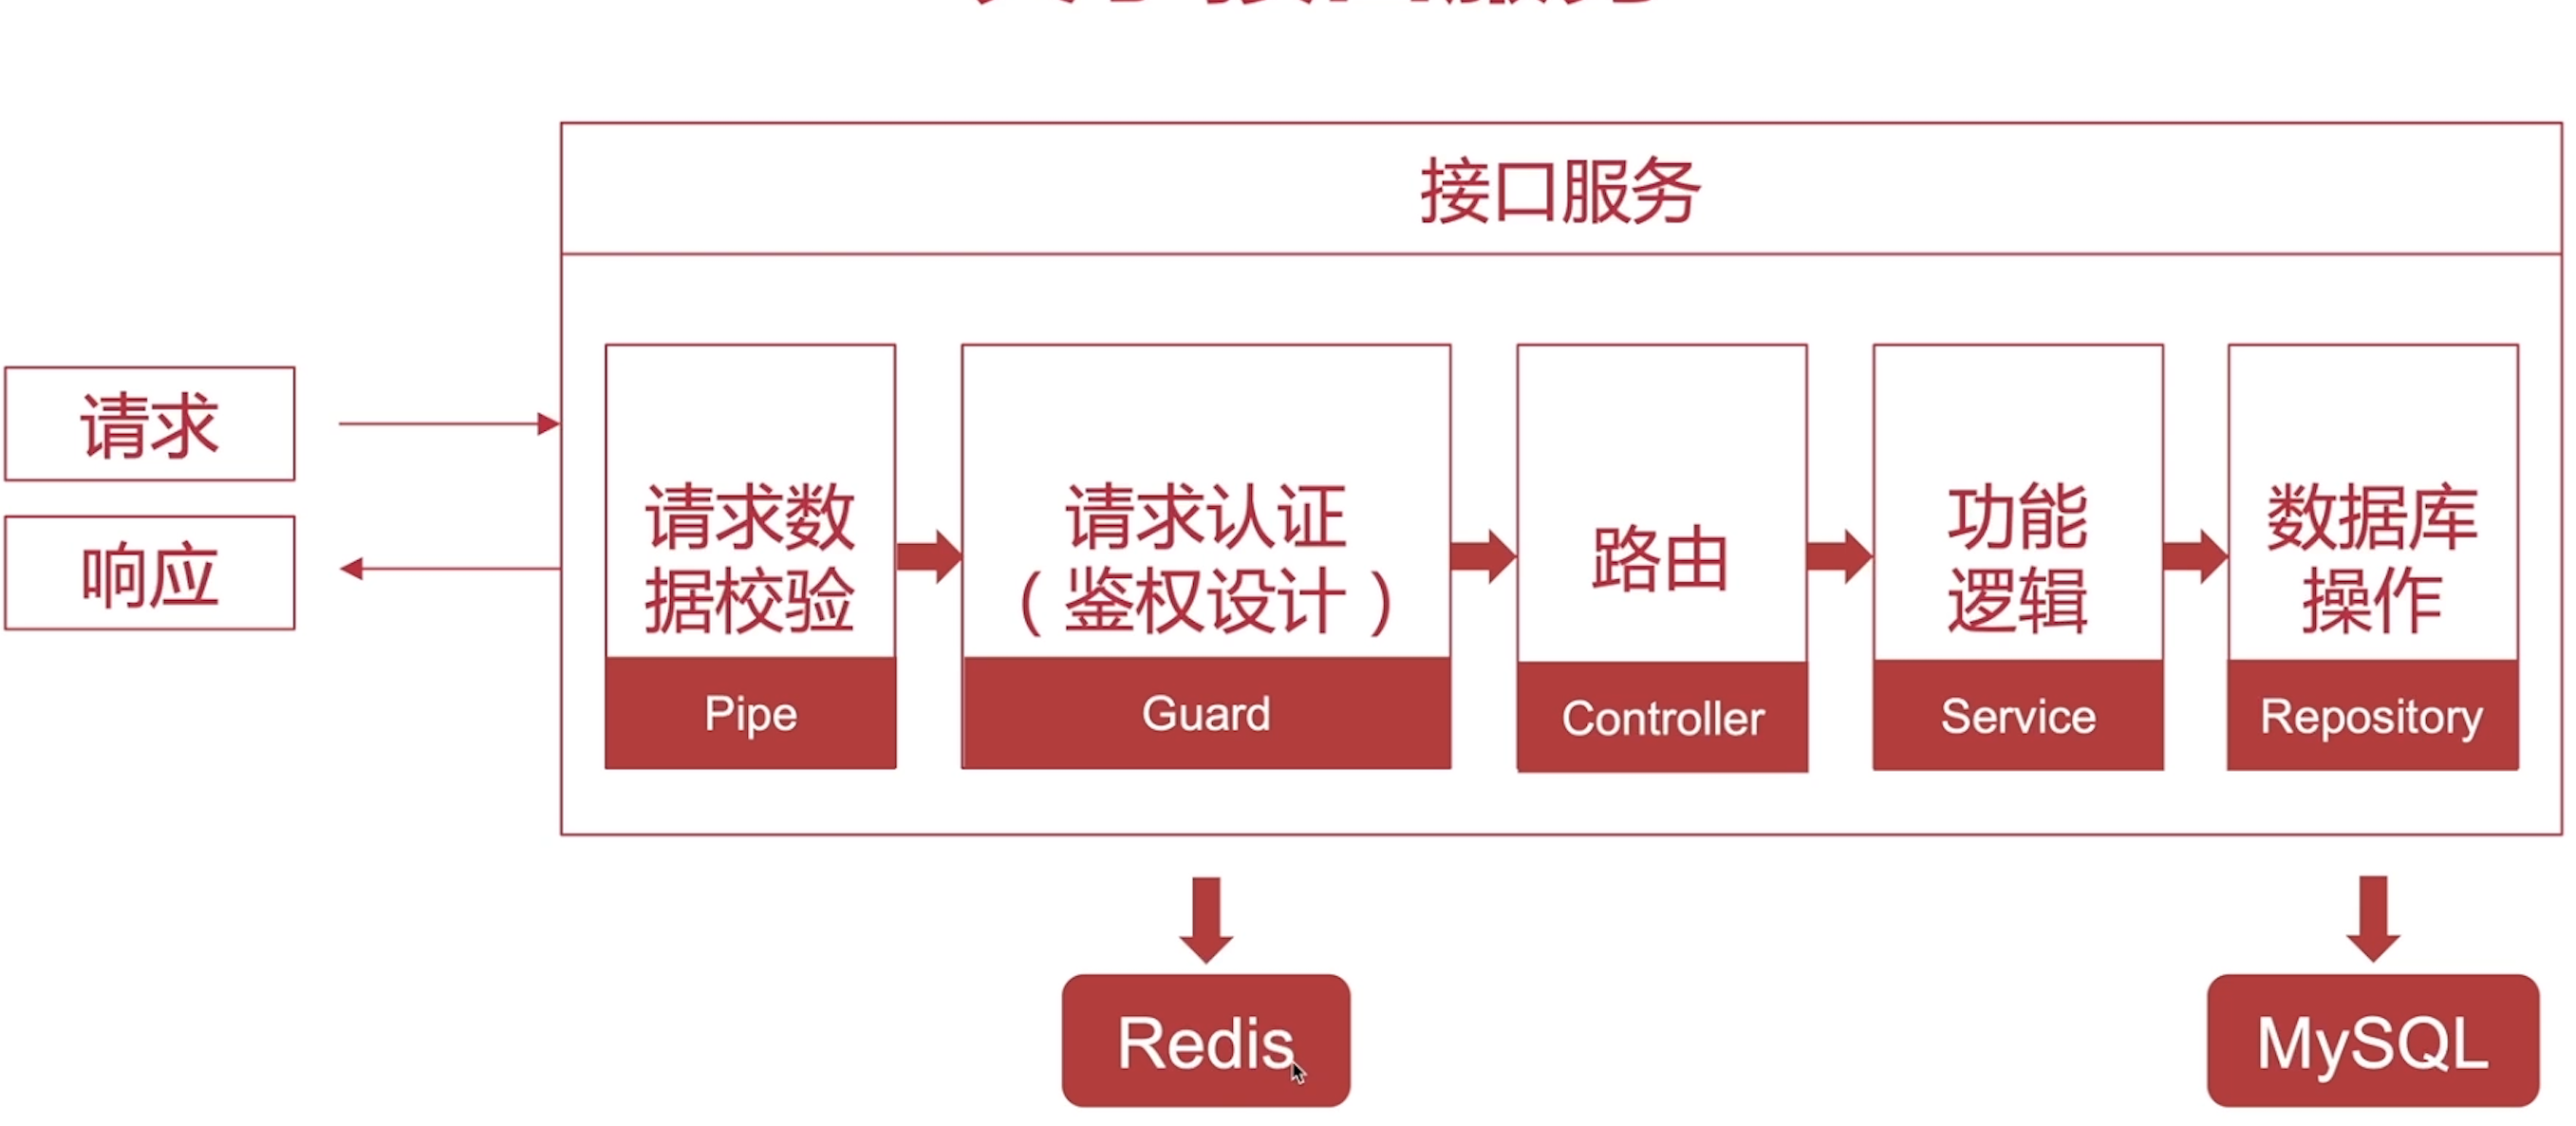 接口服务
请求
响应
请求数
据校验
Pipe
请求认证
（鉴权设计）
Guard
路由
Controller
功能
逻辑
Service
数据库
操作
Repository
Redis
MySQL